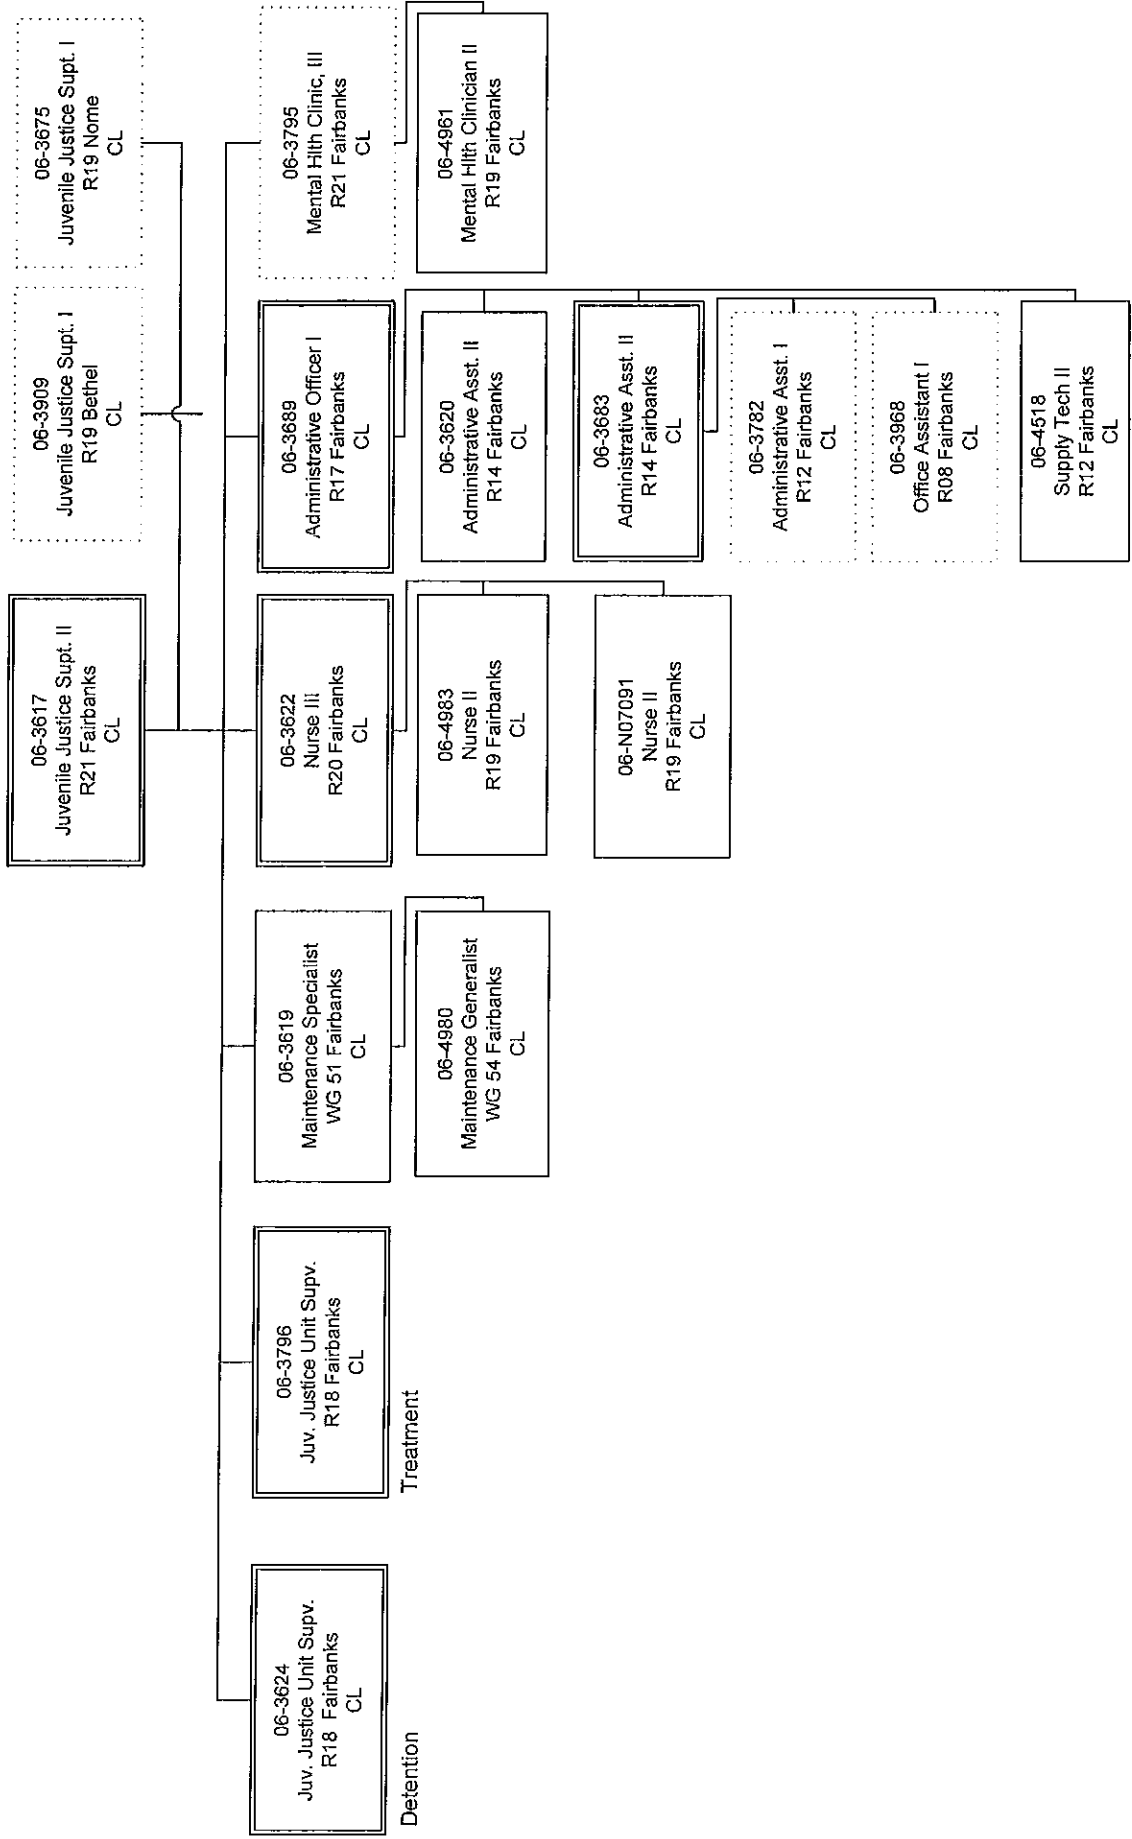 06-3617
Juvenile Justice Supt. II
R21 Fairbanks
CL
06-3909
Juvenile Justice Supt. I
R19 Bethel
CL
06-3675
Juvenile Justice Supt. I
R19 Nome
CL
06-3624
Juv. Justice Unit Supv.
R18 Fairbanks
CL
Detention
06-3796
Juv. Justice Unit Supv.
R18 Fairbanks
CL
Treatment
06-3619
Maintenance Specialist
WG 51 Fairbanks
CL
06-4980
Maintenance Generalist
WG 54 Fairbanks
CL
06-3622
Nurse III
R20 Fairbanks
CL
06-4983
Nurse II
R19 Fairbanks
CL
06-N07091
Nurse II
R19 Fairbanks
CL
06-3689
Administrative Officer I
R17 Fairbanks
CL
06-3620
Administrative Asst. II
R14 Fairbanks
CL
06-3683
Administrative Asst. II
R14 Fairbanks
CL
06-3782
Administrative Asst. I
R12 Fairbanks
CL
06-3968
Office Assistant I
R08 Fairbanks
CL
06-4518
Supply Tech II
R12 Fairbanks
CL
06-3795
Mental Hlth Clinic, III
R21 Fairbanks
CL
06-4961
Mental Hlth Clinician II
R19 Fairbanks
CL